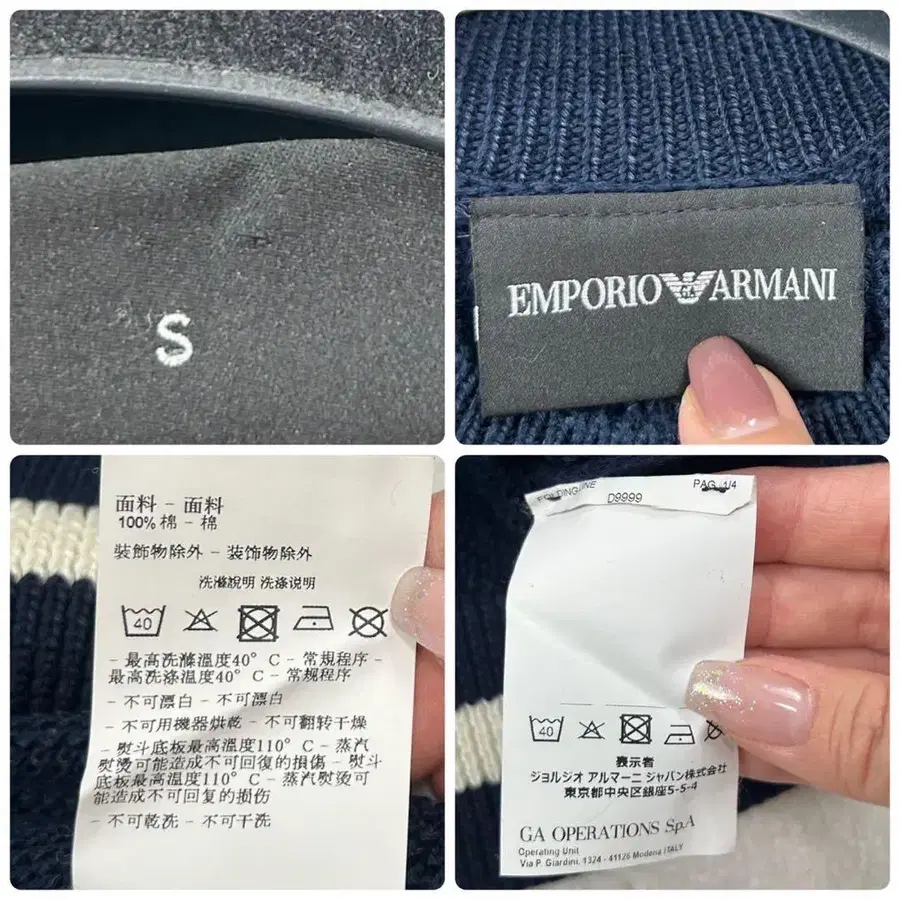 S
EMPORIO ARMANI
面料 - 面料
100% 棉 - 棉
裝飾物除外 - 装饰物除外
洗滌說明 洗涤说明
40
- 最高洗滌溫度40° C - 常規程序 -
最高洗涤温度40° C - 常规程序
- 不可漂白 - 不可漂白
- 不可用機器烘乾 - 不可翻转干燥
- 熨斗底板最高溫度110° C - 蒸汽
熨燙可能造成不可回復的損傷 - 熨斗
底板最高温度110° C - 蒸汽熨烫可
能造成不可回复的损伤
- 不可乾洗 - 不可干洗
FOLDING LINE
D9999
PAG. 1/4
40
表示者
ジョルジオ アルマーニ ジャパン株式会社
東京都中央区銀座5-5-4
GA OPERATIONS SpA
Operating Unit
Via P. Giardini, 1324 - 41126 Modena ITALY